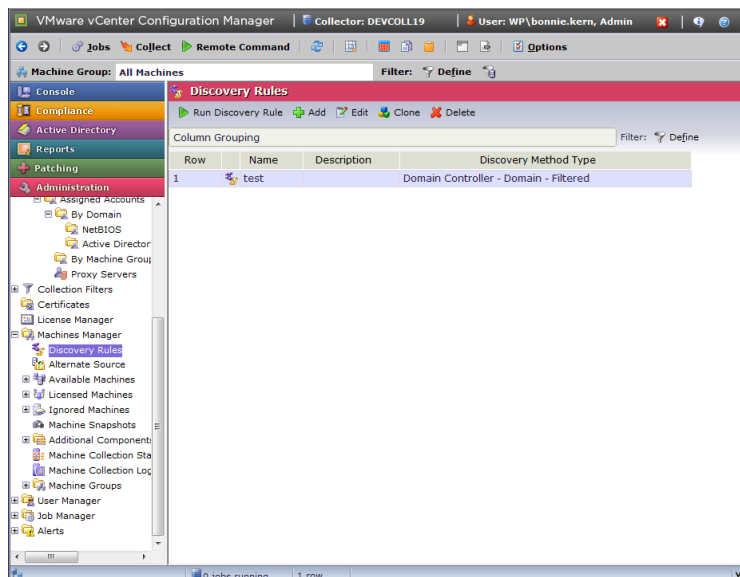 VMware vCenter Configuration Manager Collector: DEVCOLL19 User: WP\bonnie.kern, Admin
Jobs Collect Remote Command Options
Machine Group: All Machines Filter: Define
Console
Compliance
Active Directory
Reports
Patching
Administration
Assigned Accounts
By Domain
NetBIOS
Active Director
By Machine Group
Proxy Servers
Collection Filters
Certificates
License Manager
Machines Manager
Discovery Rules
Alternate Source
Available Machines
Licensed Machines
Ignored Machines
Machine Snapshots
Additional Components
Machine Collection Sta
Machine Collection Log
Machine Groups
User Manager
Job Manager
Alerts
Discovery Rules
Run Discovery Rule Add Edit Clone Delete
Column Grouping Filter: Define
Row Name Description Discovery Method Type
1 test Domain Controller - Domain - Filtered
0 jobs running 1 row